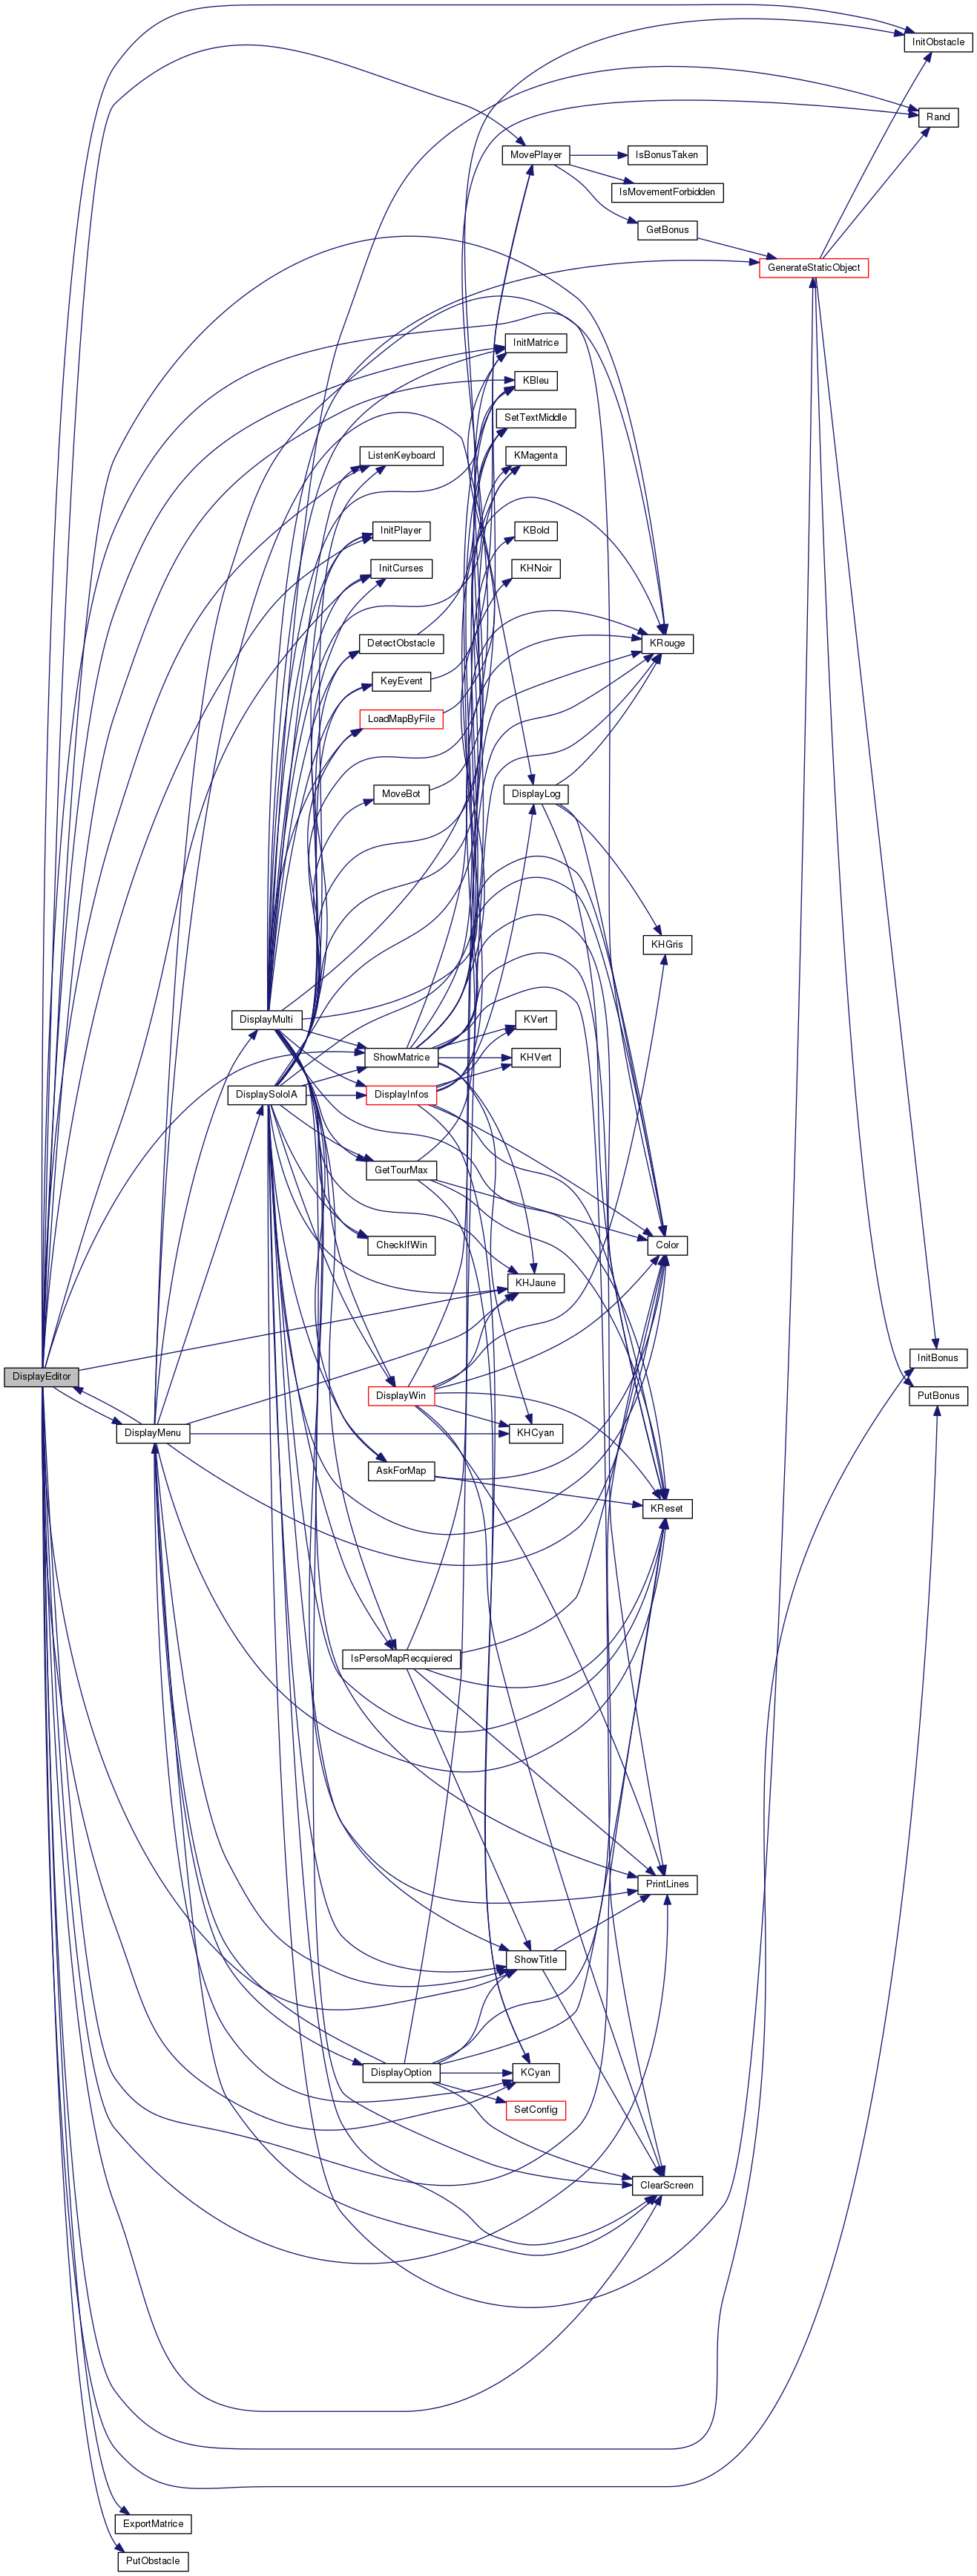 InitObstacle
Rand
MovePlayer
IsBonusTaken
IsMovementForbidden
GetBonus
GenerateStaticObject
InitMatrice
KBleu
SetTextMiddle
ListenKeyboard
KMagenta
InitPlayer
KBold
InitCurses
KHNoir
DetectObstacle
KRouge
KeyEvent
LoadMapByFile
MoveBot
DisplayLog
KHGris
DisplayMulti
KVert
ShowMatrice
KHVert
DisplaySoloIA
DisplayInfos
GetTourMax
CheckIfWin
Color
KHJaune
InitBonus
DisplayEditor
DisplayWin
PutBonus
DisplayMenu
KHCyan
AskForMap
KReset
IsPersoMapRecquiered
PrintLines
ShowTitle
DisplayOption
KCyan
SetConfig
ClearScreen
ExportMatrice
PutObstacle